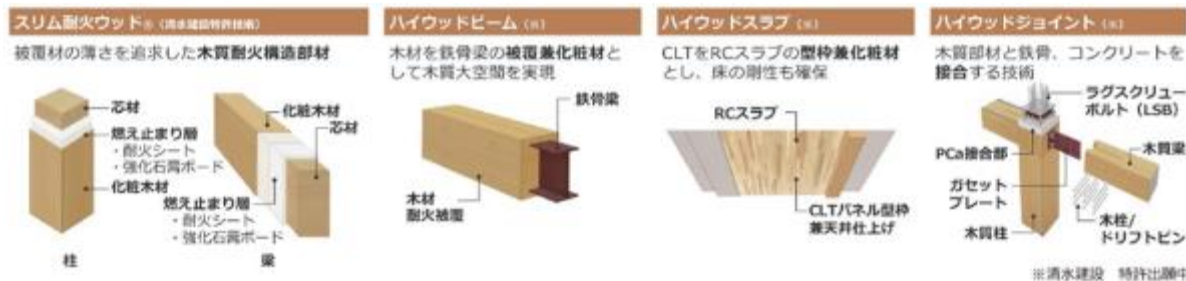 スリム耐火ウッド®（清水建設特許技術）
被覆材の薄さを追求した木質耐火構造部材
芯材
燃え止まり層
・耐火シート
・強化石膏ボード
化粧木材
柱
化粧木材
芯材
燃え止まり層
・耐火シート
・強化石膏ボード
梁
ハイウッドビーム（※）
木材を鉄骨梁の被覆兼化粧材と
して木質大空間を実現
鉄骨梁
木材
耐火被覆
ハイウッドスラブ（※）
CLTをRCスラブの型枠兼化粧材
とし、床の剛性も確保
RCスラブ
CLTパネル型枠
兼天井仕上げ
ハイウッドジョイント（※）
木質部材と鉄骨、コンクリートを
接合する技術
ラグスクリュー
ボルト（LSB）
PCa接合部
木質梁
ガセット
プレート
木質柱
木栓/
ドリフトピン
※清水建設　特許出願中